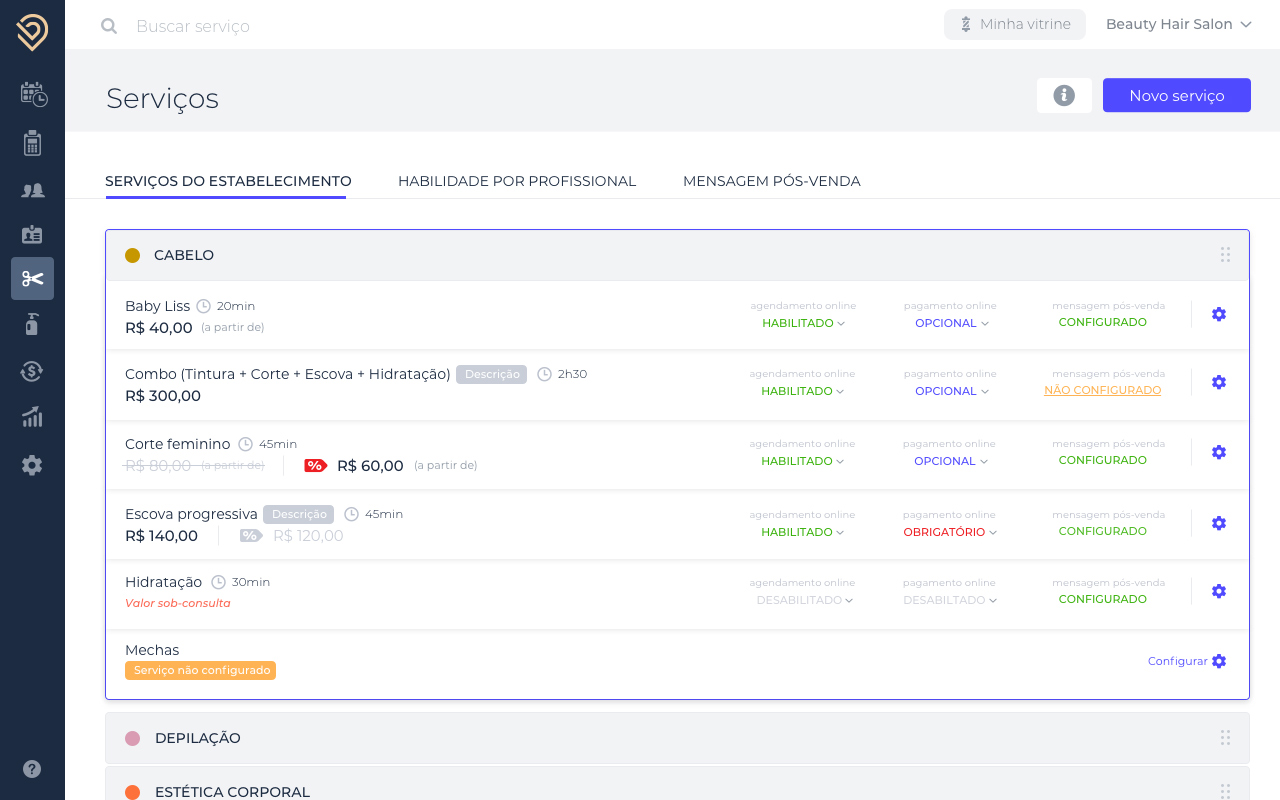 Buscar serviço
Minha vitrine
Beauty Hair Salon
Serviços
Novo serviço
SERVIÇOS DO ESTABELECIMENTO
HABILIDADE POR PROFISSIONAL
MENSAGEM PÓS-VENDA
CABELO
Baby Liss 20min
R$ 40,00 (a partir de)
agendamento online
HABILITADO
pagamento online
OPCIONAL
mensagem pós-venda
CONFIGURADO
Combo (Tintura + Corte + Escova + Hidratação) Descrição 2h30
R$ 300,00
agendamento online
HABILITADO
pagamento online
OPCIONAL
mensagem pós-venda
NÃO CONFIGURADO
Corte feminino 45min
R$ 80,00 (a partir de) % R$ 60,00 (a partir de)
agendamento online
HABILITADO
pagamento online
OPCIONAL
mensagem pós-venda
CONFIGURADO
Escova progressiva Descrição 45min
R$ 140,00 % R$ 120,00
agendamento online
HABILITADO
pagamento online
OBRIGATÓRIO
mensagem pós-venda
CONFIGURADO
Hidratação 30min
Valor sob-consulta
agendamento online
DESABILITADO
pagamento online
DESABILTADO
mensagem pós-venda
CONFIGURADO
Mechas
Serviço não configurado
Configurar
DEPILAÇÃO
ESTÉTICA CORPORAL